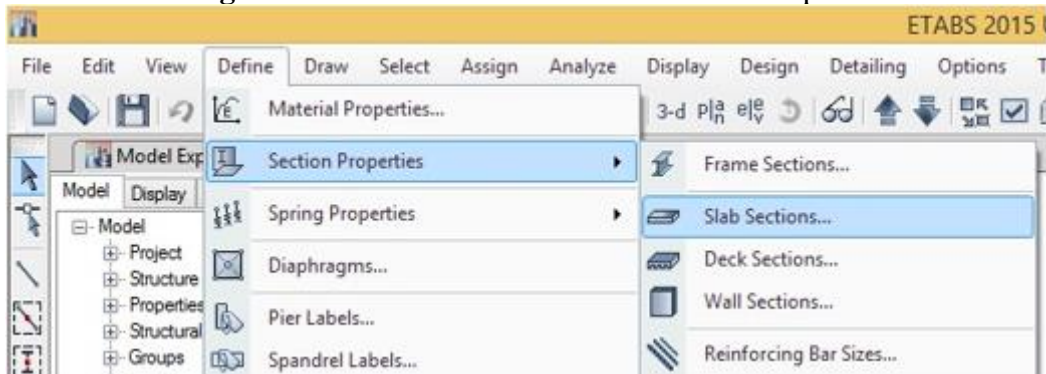 ETABS 2015 U
File Edit View Define Draw Select Assign Analyze Display Design Detailing Options T
Material Properties... 3-d
Model Exp Section Properties Frame Sections...
Model Display
Model Spring Properties Slab Sections...
Project
Structure Diaphragms... Deck Sections...
Properties Wall Sections...
Structural Pier Labels...
Groups Spandrel Labels... Reinforcing Bar Sizes...